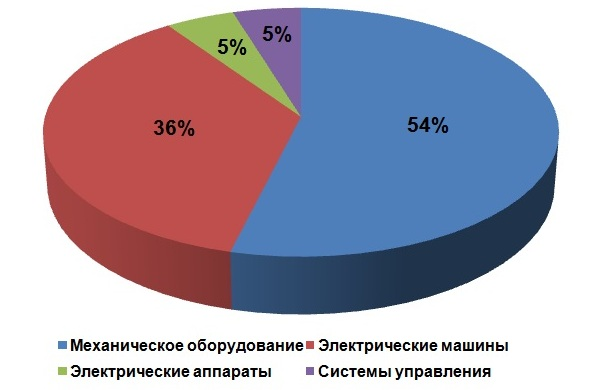 5%
5%
36%
54%
Механическое оборудование Электрические машины
Электрические аппараты Системы управления